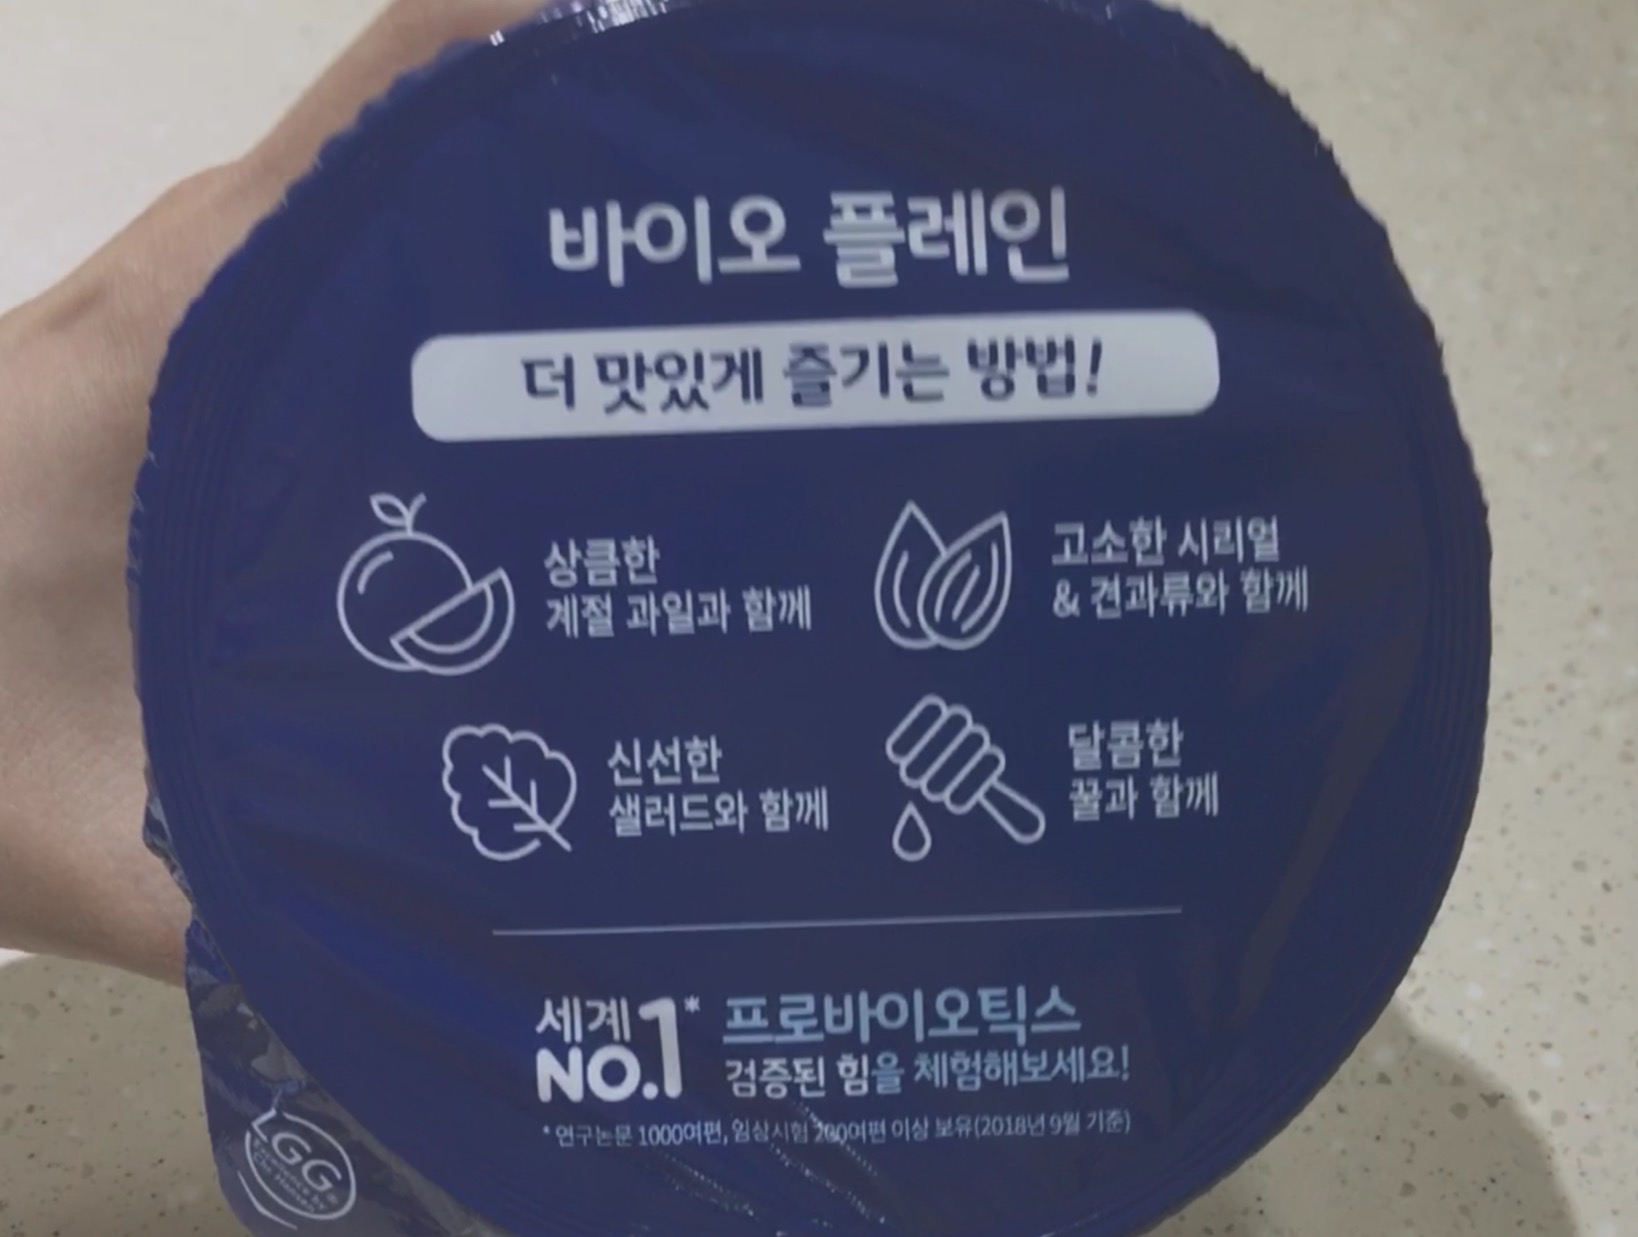 바이오 플레인
더 맛있게 즐기는 방법!
상큼한
계절 과일과 함께
고소한 시리얼
& 견과류와 함께
신선한
샐러드와 함께
달콤한
꿀과 함께
세계
NO.1*
프로바이오틱스
검증된 힘을 체험해보세요!
* 연구논문 1000여편, 임상시험 200여편 이상 보유(2018년 9월 기준)
LGG®